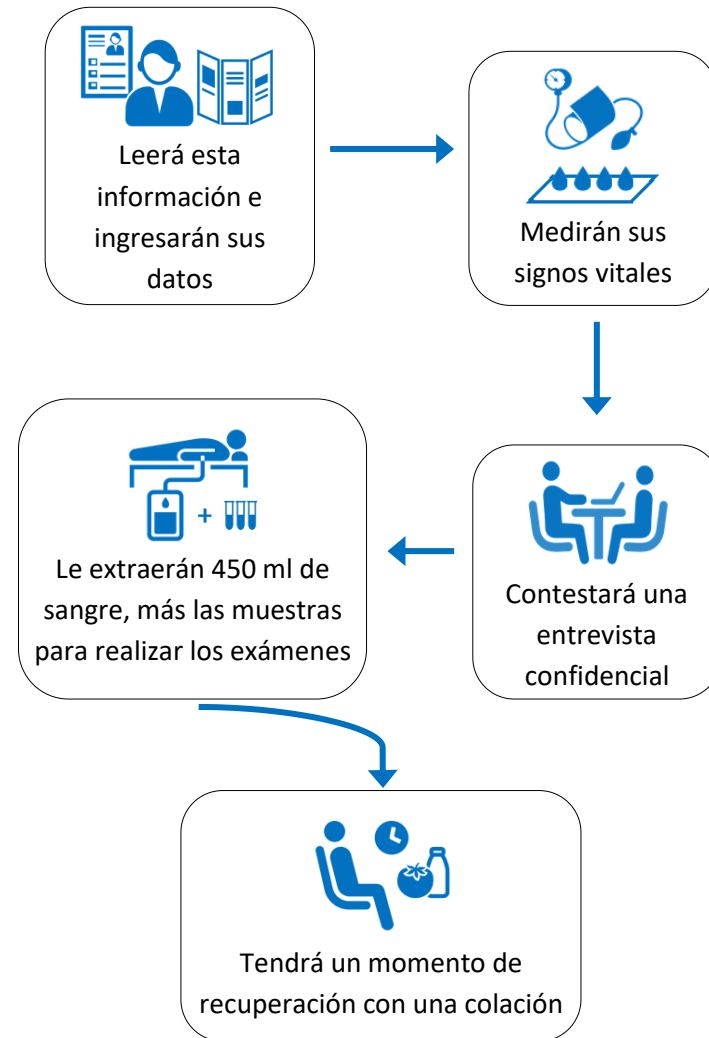 Leerá esta
información e
ingresarán sus
datos
Medirán sus
signos vitales
Contestará una
entrevista
confidencial
Le extraerán 450 ml de
sangre, más las muestras
para realizar los exámenes
Tendrá un momento de
recuperación con una colación